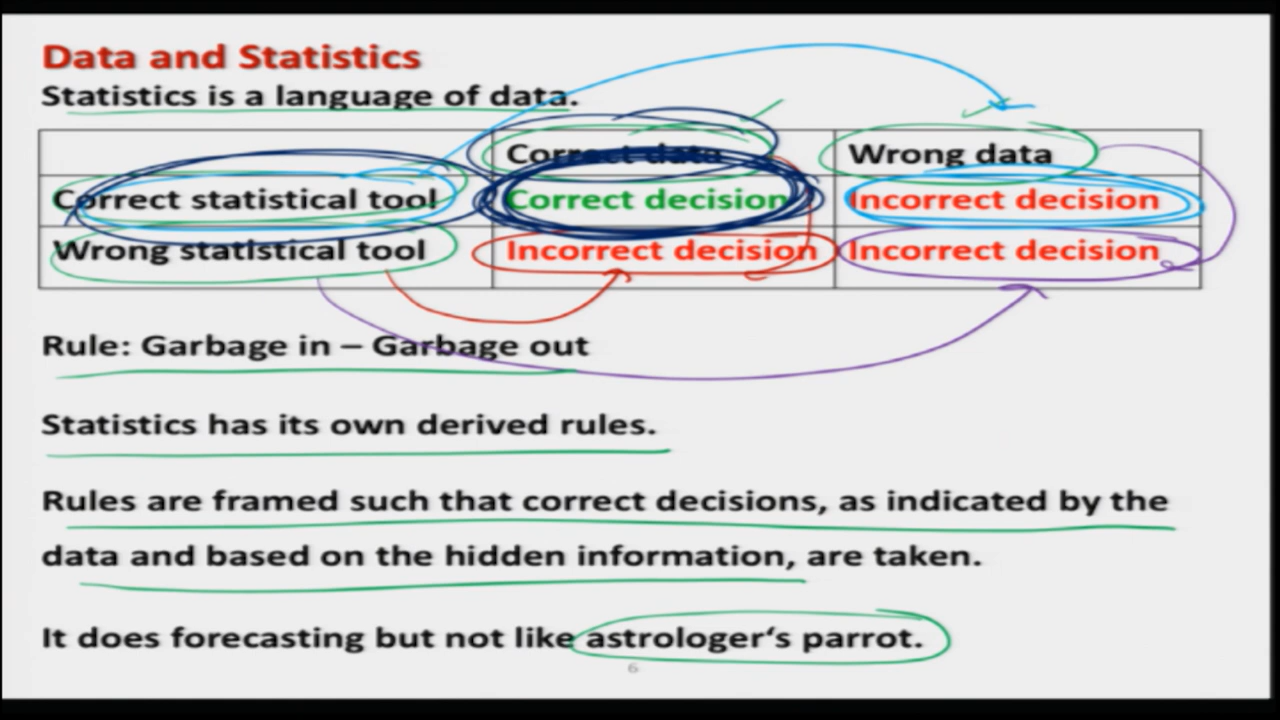 Data and Statistics
Statistics is a language of data.
Correct data Wrong data
Correct statistical tool Correct decision Incorrect decision
Wrong statistical tool Incorrect decision Incorrect decision
Rule: Garbage in – Garbage out
Statistics has its own derived rules.
Rules are framed such that correct decisions, as indicated by the
data and based on the hidden information, are taken.
It does forecasting but not like astrologer‘s parrot.
6